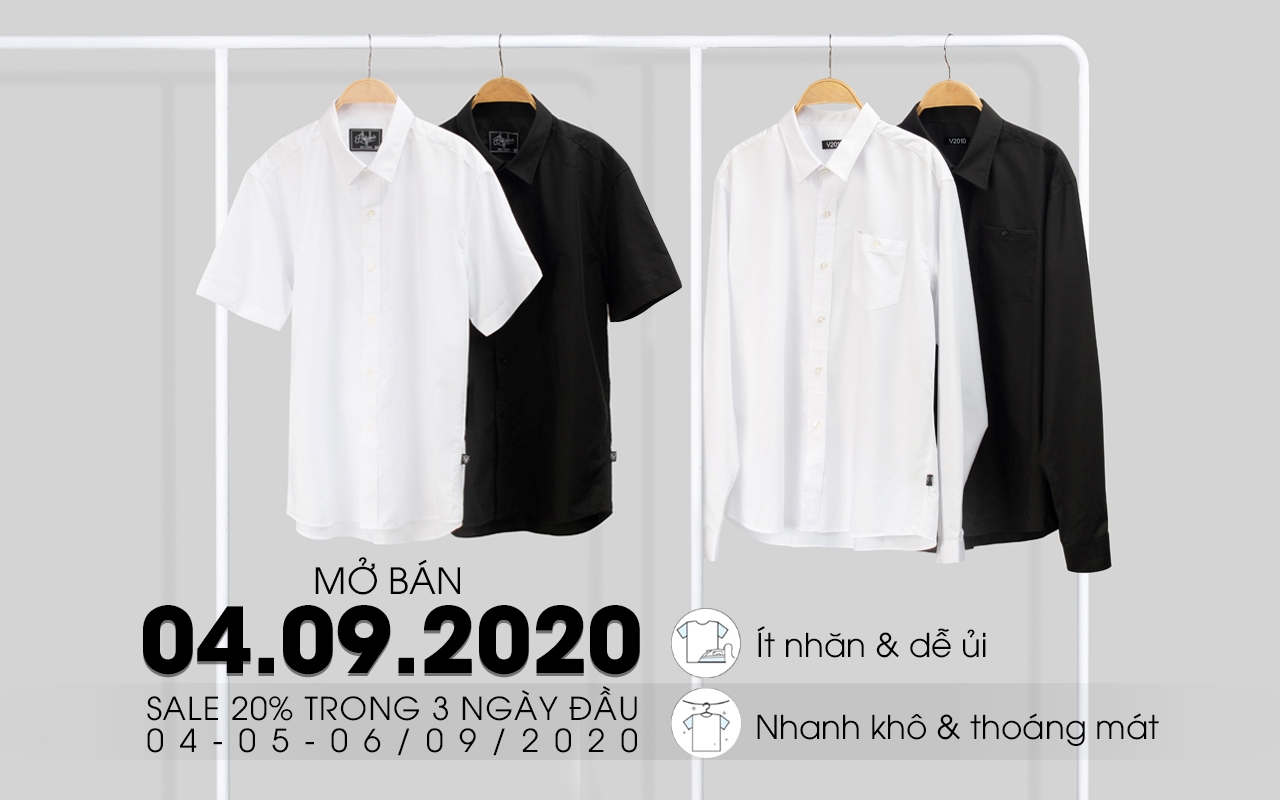 V2010
V2010
MỞ BÁN
04.09.2020
SALE 20% TRONG 3 NGÀY ĐẦU
04-05-06/09/2020
Ít nhăn & dễ ủi
Nhanh khô & thoáng mát